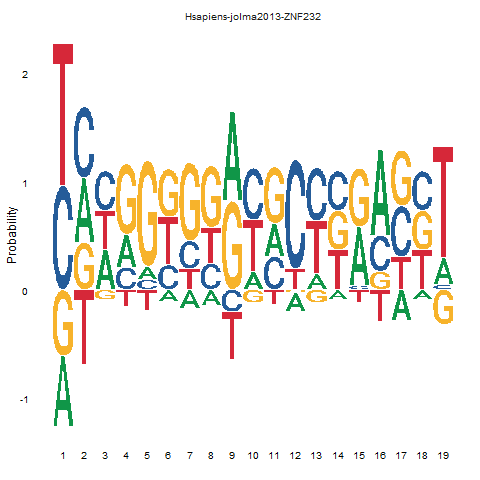 Hsapiens-jolma2013-ZNF232
Probability
2
1
0
-1
T C G A
C A G T
C T A G
G A C T
G A C T
G T C A
G C T A
G T C A
A G C T
C T A G
G A C T
C T A
C T A G
C G T A
G A C T
A C G T
G C T A
C G T A
T A C G
1 2 3 4 5 6 7 8 9 10 11 12 13 14 15 16 17 18 19